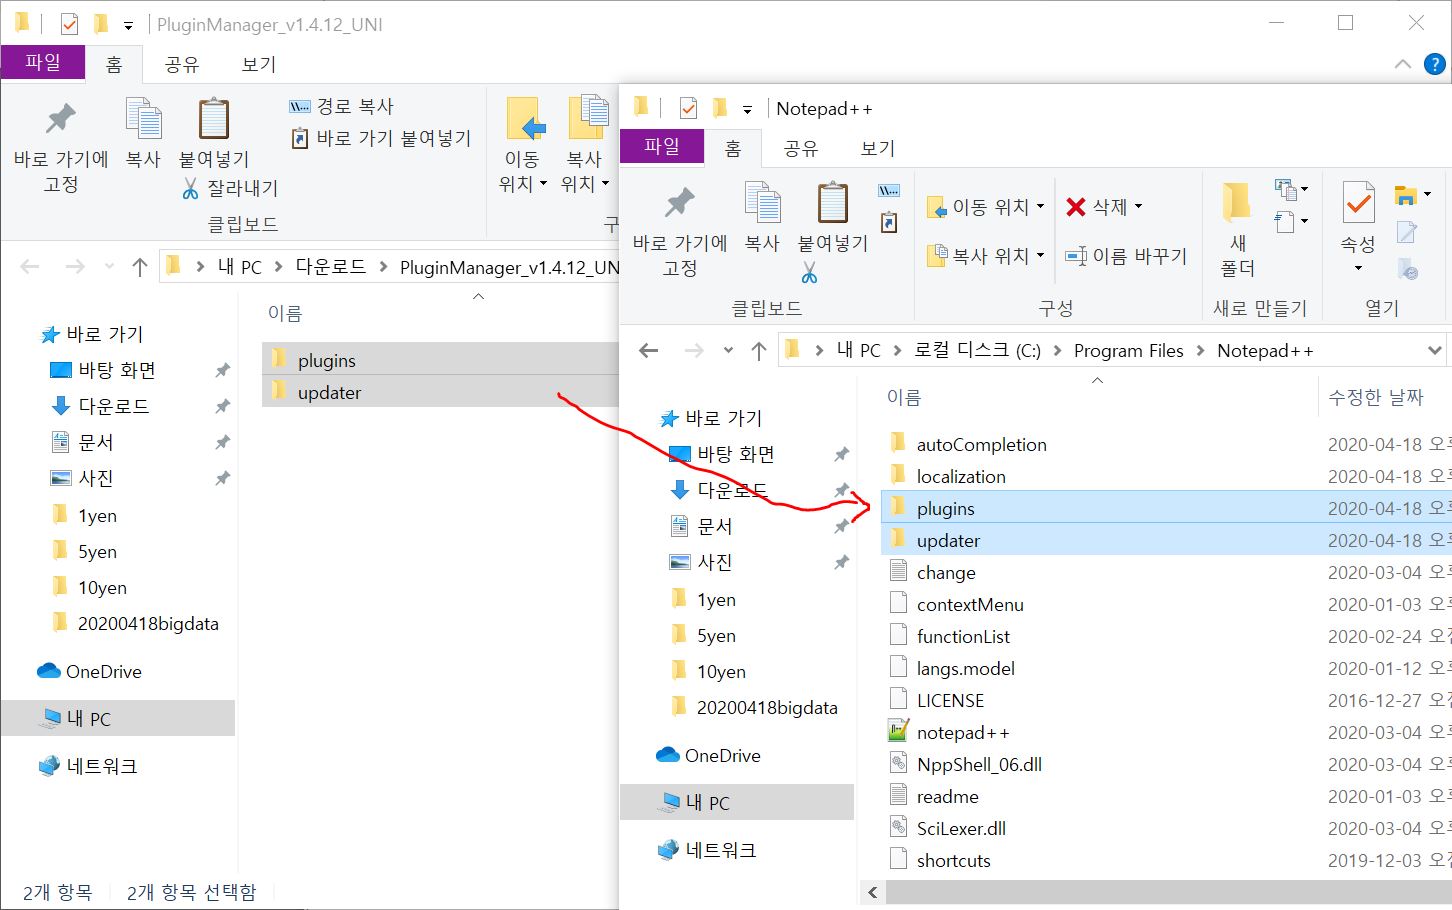 PluginManager_v1.4.12_UNI
파일 홈 공유 보기
바로 가기에
고정
복사
붙여넣기
잘라내기
경로 복사
바로 가기 붙여넣기
클립보드
이동
위치
복사
위치
내 PC > 다운로드 > PluginManager_v1.4.12_UN
이름
바로 가기
바탕 화면
다운로드
문서
사진
1yen
5yen
10yen
20200418bigdata
OneDrive
내 PC
네트워크
plugins
updater
2개 항목 2개 항목 선택함
Notepad++
파일 홈 공유 보기
바로 가기에
고정
복사
붙여넣기
클립보드
이동 위치
복사 위치
삭제
이름 바꾸기
구성
새
폴더
새로 만들기
속성
열기
내 PC > 로컬 디스크 (C:) > Program Files > Notepad++
이름 수정한 날짜
바로 가기
바탕 화면
다운로드
문서
사진
1yen
5yen
10yen
20200418bigdata
OneDrive
내 PC
네트워크
autoCompletion 2020-04-18 오후
localization 2020-04-18 오후
plugins 2020-04-18 오후
updater 2020-04-18 오후
change 2020-03-04 오후
contextMenu 2020-01-03 오후
functionList 2020-02-24 오전
langs.model 2020-01-12 오후
LICENSE 2016-12-27 오전
notepad++ 2020-03-04 오후
NppShell_06.dll 2020-03-04 오후
readme 2020-01-03 오후
SciLexer.dll 2020-03-04 오후
shortcuts 2019-12-03 오후